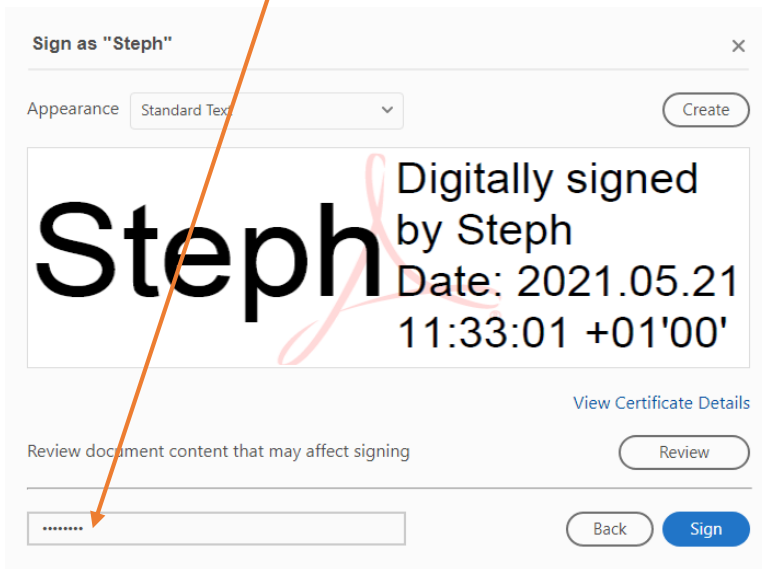 Sign as "Steph"
Appearance Standard Text Create
Steph
Digitally signed
by Steph
Date: 2021.05.21
11:33:01 +01'00'
View Certificate Details
Review document content that may affect signing Review
•••••••• Back Sign